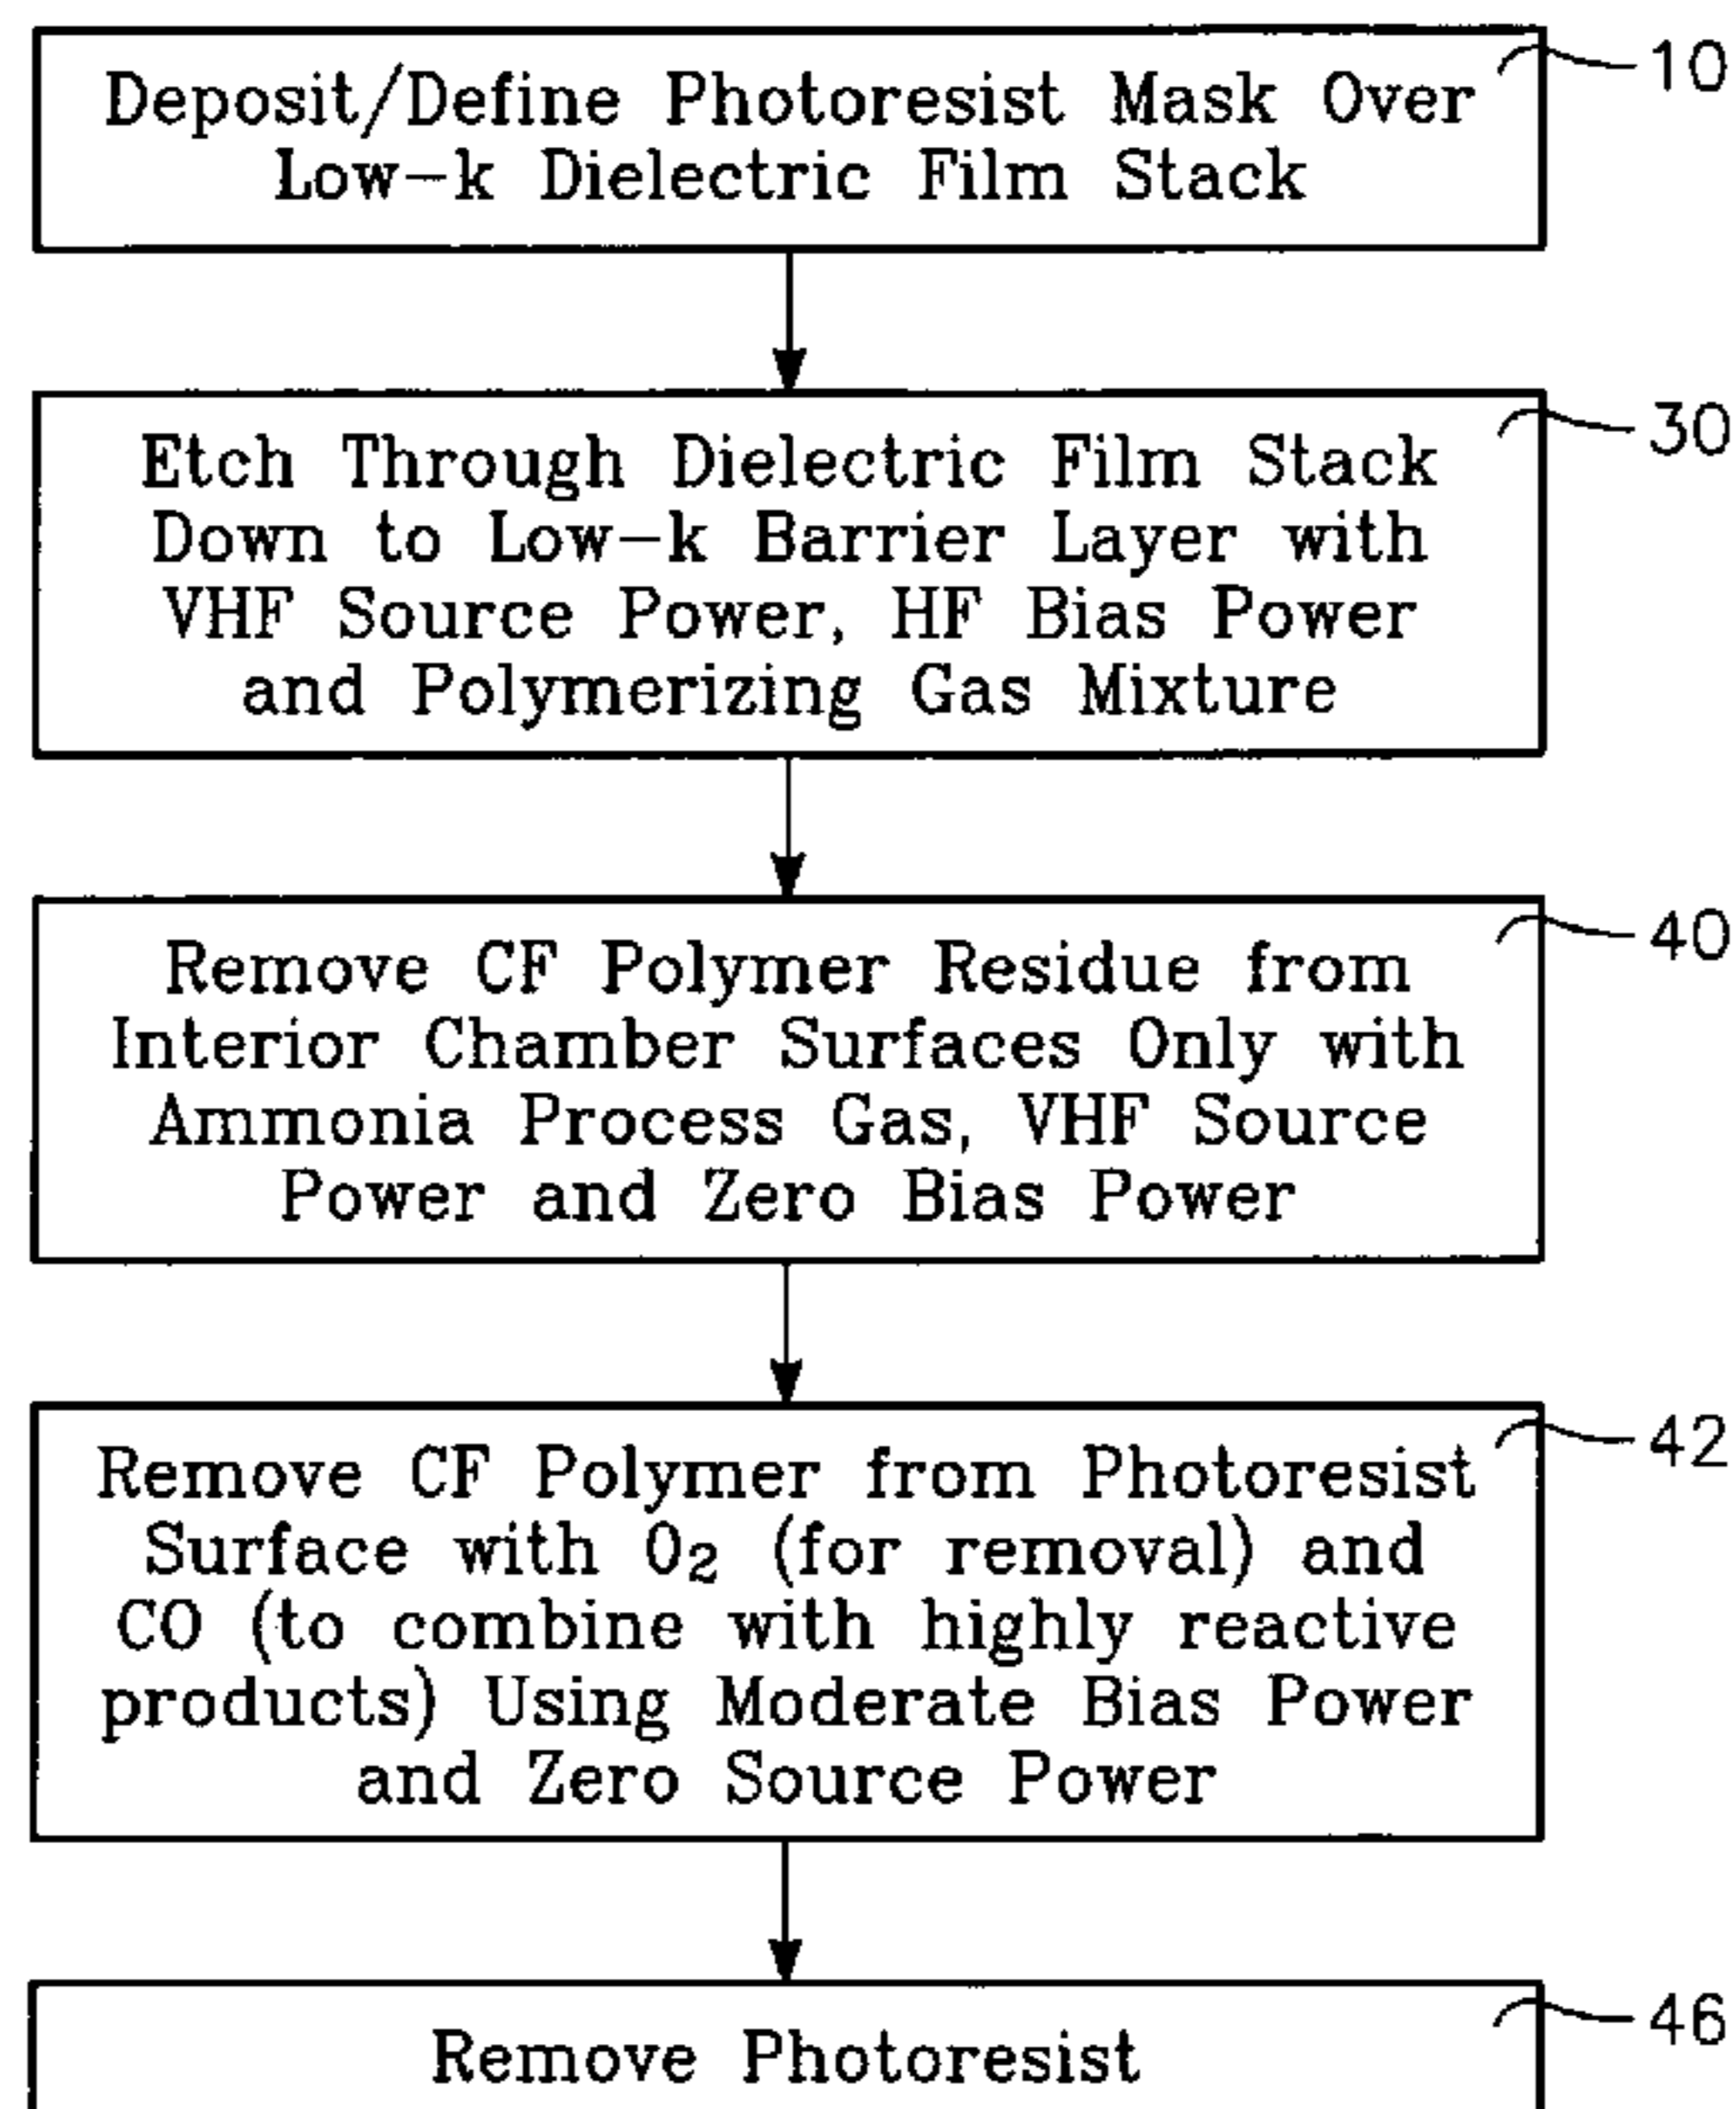 Deposit/Define Photoresist Mask Over
Low-k Dielectric Film Stack
10
Etch Through Dielectric Film Stack
Down to Low-k Barrier Layer with
VHF Source Power, HF Bias Power
and Polymerizing Gas Mixture
30
Remove CF Polymer Residue from
Interior Chamber Surfaces Only with
Ammonia Process Gas, VHF Source
Power and Zero Bias Power
40
Remove CF Polymer from Photoresist
Surface with O₂ (for removal) and
CO (to combine with highly reactive
products) Using Moderate Bias Power
and Zero Source Power
42
Remove Photoresist
46